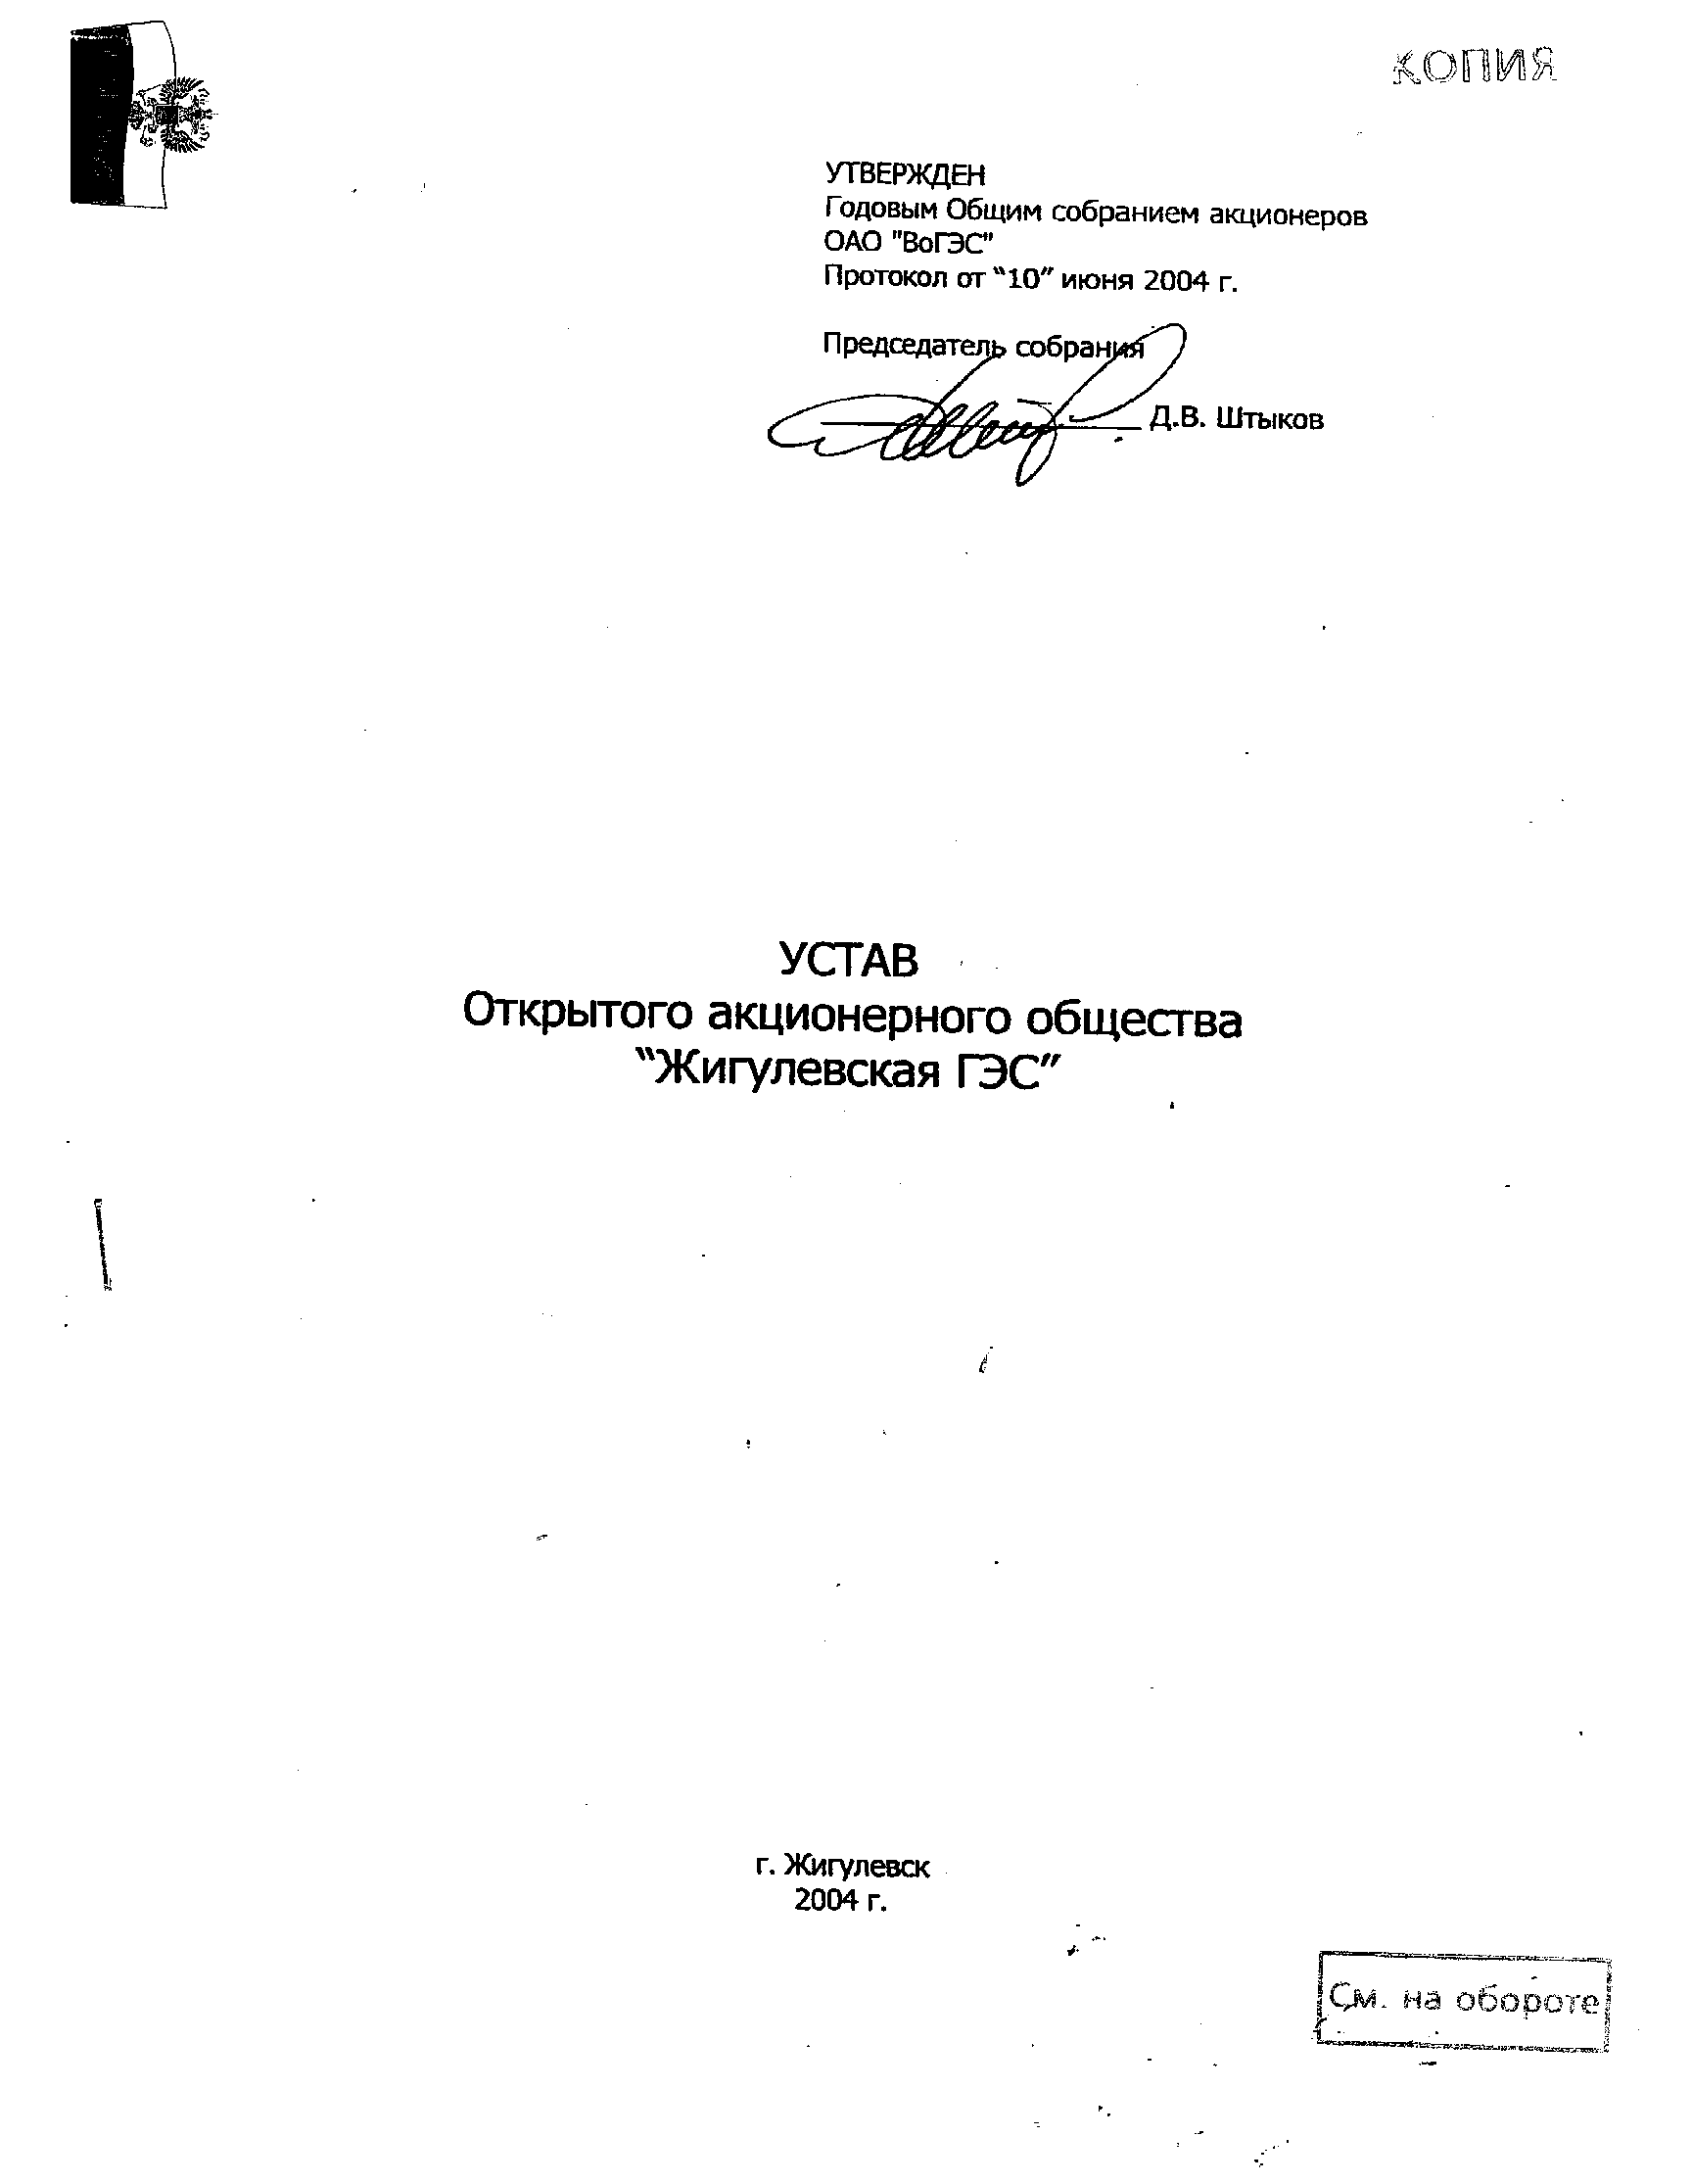 КОПИЯ
УТВЕРЖДЕН
Годовым Общим собранием акционеров
ОАО "ВоГЭС"
Протокол от “10” июня 2004 г.
Председатель собрания
Д.В. Штыков
УСТАВ
Открытого акционерного общества
“Жигулевская ГЭС”
г. Жигулевск
2004 г.
См. на обороте